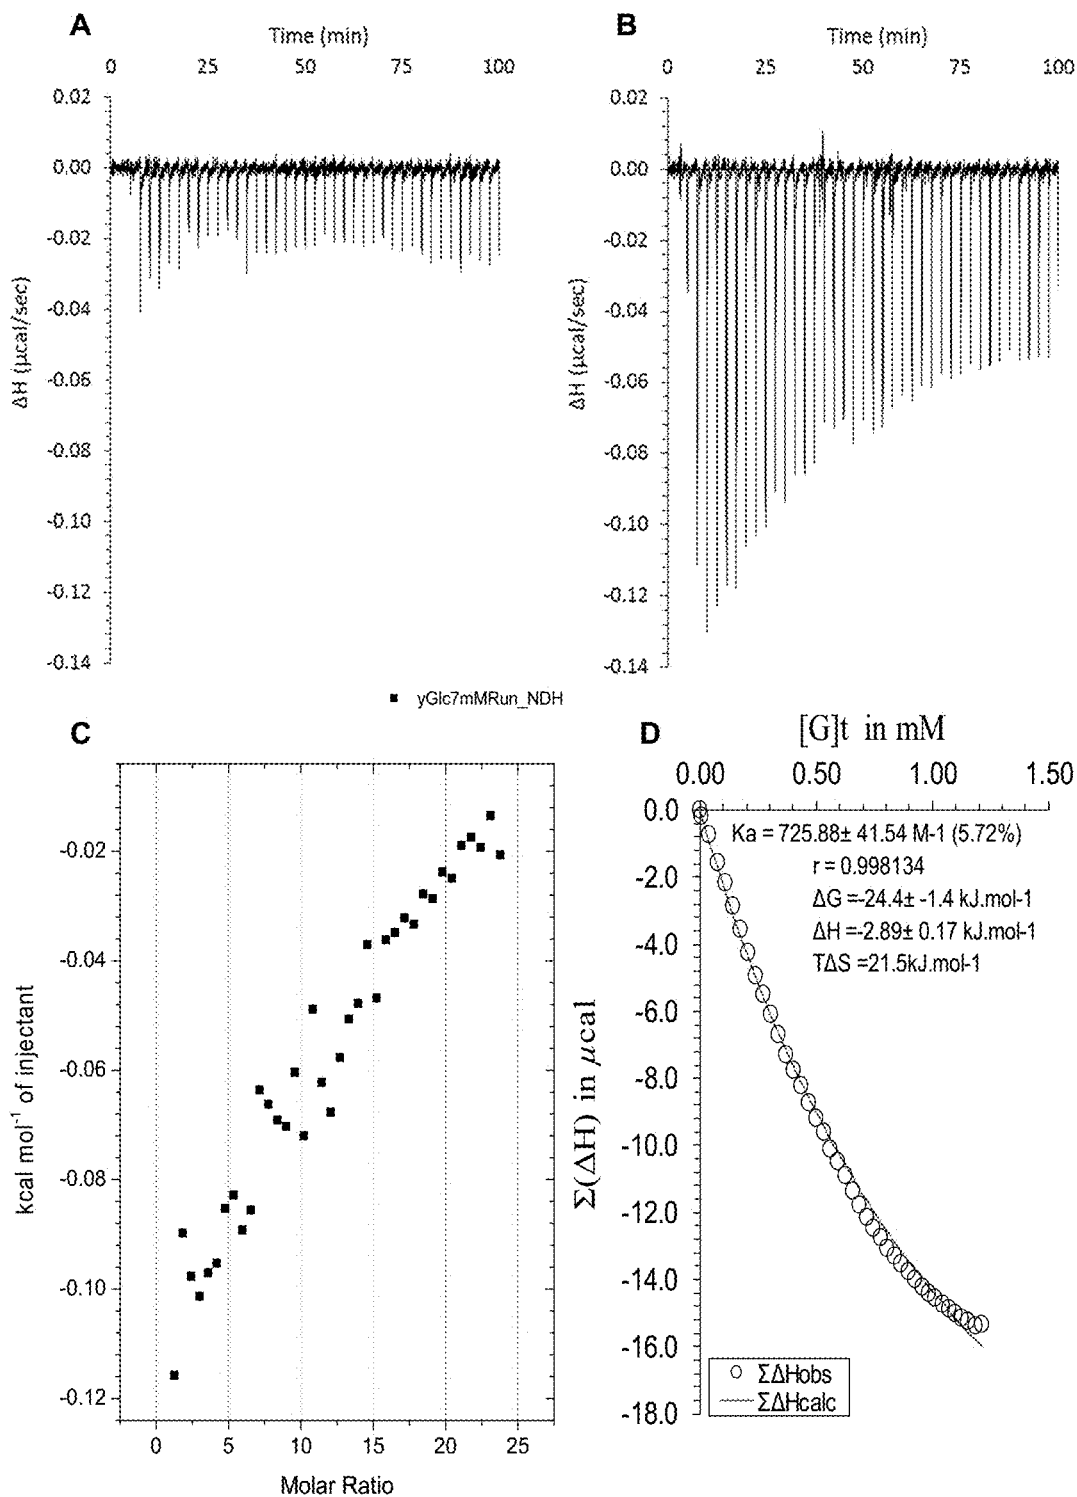 A
Time (min)
0 25 50 75 100
0.02
0.00
-0.02
-0.04
-0.06
-0.08
-0.10
-0.12
-0.14
ΔH (µcal/sec)
B
Time (min)
0 25 50 75 100
0.02
0.00
-0.02
-0.04
-0.06
-0.08
-0.10
-0.12
-0.14
ΔH (µcal/sec)
yGlc7mMRun_NDH
C
-0.02
-0.04
-0.06
-0.08
-0.10
-0.12
kcal mol⁻¹ of injectant
0 5 10 15 20 25
Molar Ratio
D
[G]t in mM
0.00 0.50 1.00 1.50
0.0
-2.0
-4.0
-6.0
-8.0
-10.0
-12.0
-14.0
-16.0
-18.0
Σ(ΔH) in µcal
Ka = 725.88± 41.54 M-1 (5.72%)
r = 0.998134
ΔG =-24.4± -1.4 kJ.mol-1
ΔH =-2.89± 0.17 kJ.mol-1
TΔS =21.5kJ.mol-1
ΣΔHobs
ΣΔHcalc